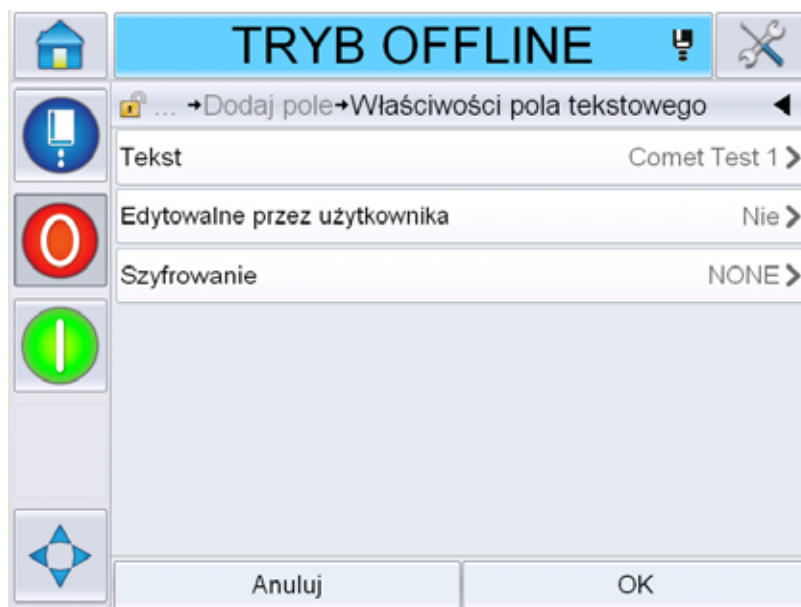 TRYB OFFLINE
... →Dodaj pole→Właściwości pola tekstowego
Tekst Comet Test 1
Edytowalne przez użytkownika Nie
Szyfrowanie NONE
Anuluj OK